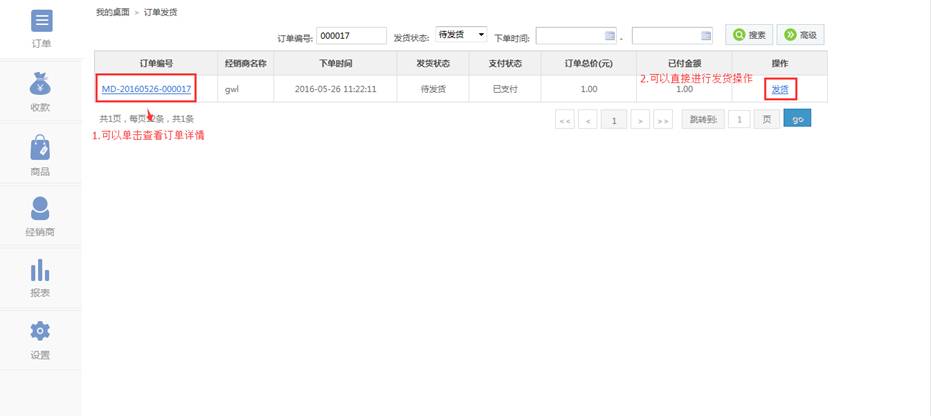 我的桌面 > 订单发货
订单编号: 000017 发货状态: 待发货 下单时间: - 搜索 高级
订单编号 经销商名称 下单时间 发货状态 支付状态 订单总价(元) 已付金额 操作
2.可以直接进行发货操作
MD-20160526-000017 gwl 2016-05-26 11:22:11 待发货 已支付 1.00 1.00 发货
共1页，每页12条，共1条 << < 1 > >> 跳转到: 1 页 go
1.可以单击查看订单详情
订单
收款
商品
经销商
报表
设置